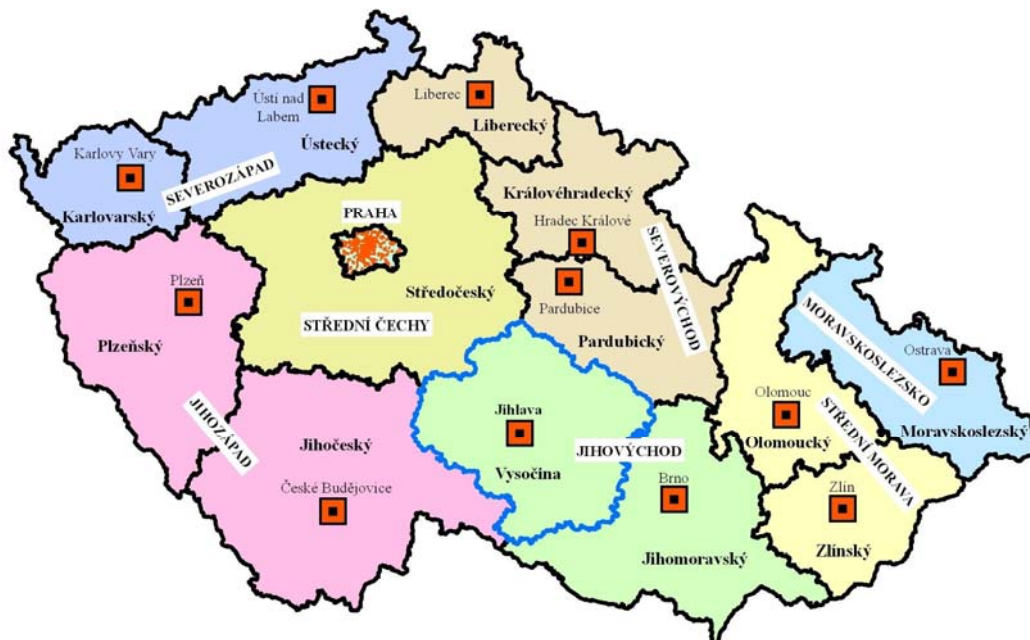 Ústí nad
Labem
Ústecký
Liberec
Liberecký
Karlovy Vary
SEVEROZÁPAD
Karlovarský
Královéhradecký
Hradec Králové
SEVEROVÝCHOD
PRAHA
Středočeský
STŘEDNÍ ČECHY
Plzeň
Plzeňský
Pardubice
Pardubický
MORAVSKOSLEZSKO
Ostrava
Moravskoslezský
JIHOZÁPAD
Jihočeský
České Budějovice
Jihlava
Vysočina
JIHOVÝCHOD
Brno
Jihomoravský
Olomouc
Olomoucký
STŘEDNÍ MORAVA
Zlín
Zlínský